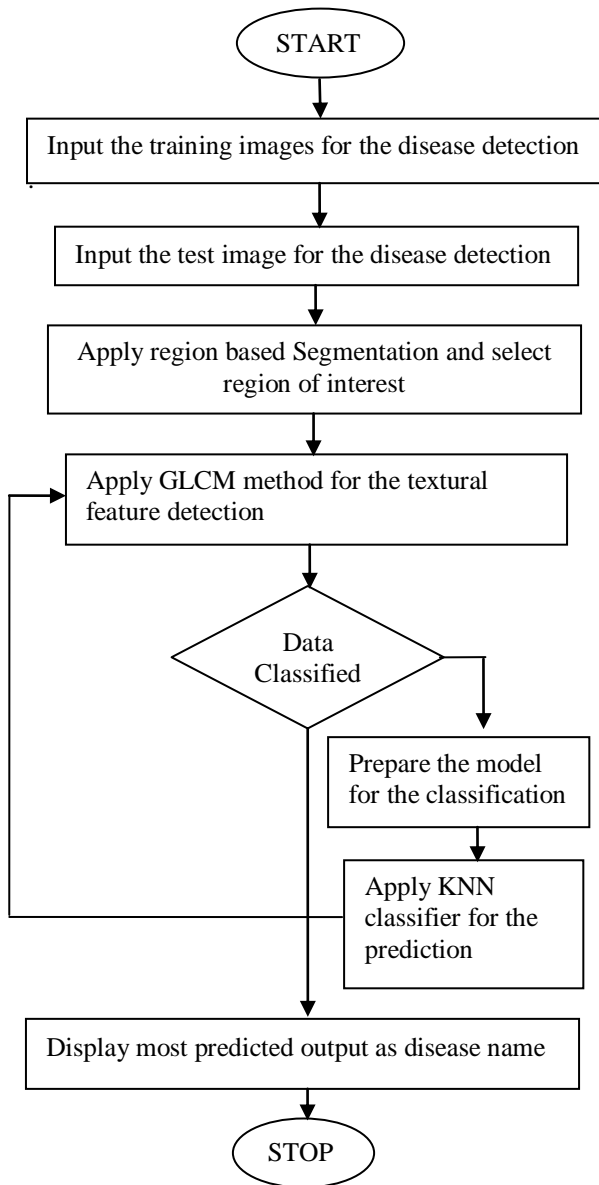 START
Input the training images for the disease detection
Input the test image for the disease detection
Apply region based Segmentation and select
region of interest
Apply GLCM method for the textural
feature detection
Data
Classified
Prepare the model
for the classification
Apply KNN
classifier for the
prediction
Display most predicted output as disease name
STOP